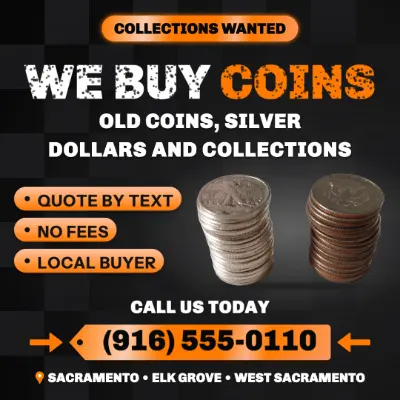 COLLECTIONS WANTED
WE BUY COINS
OLD COINS, SILVER
DOLLARS AND COLLECTIONS
• QUOTE BY TEXT
• NO FEES
• LOCAL BUYER
CALL US TODAY
(916) 555-0110
SACRAMENTO • ELK GROVE • WEST SACRAMENTO